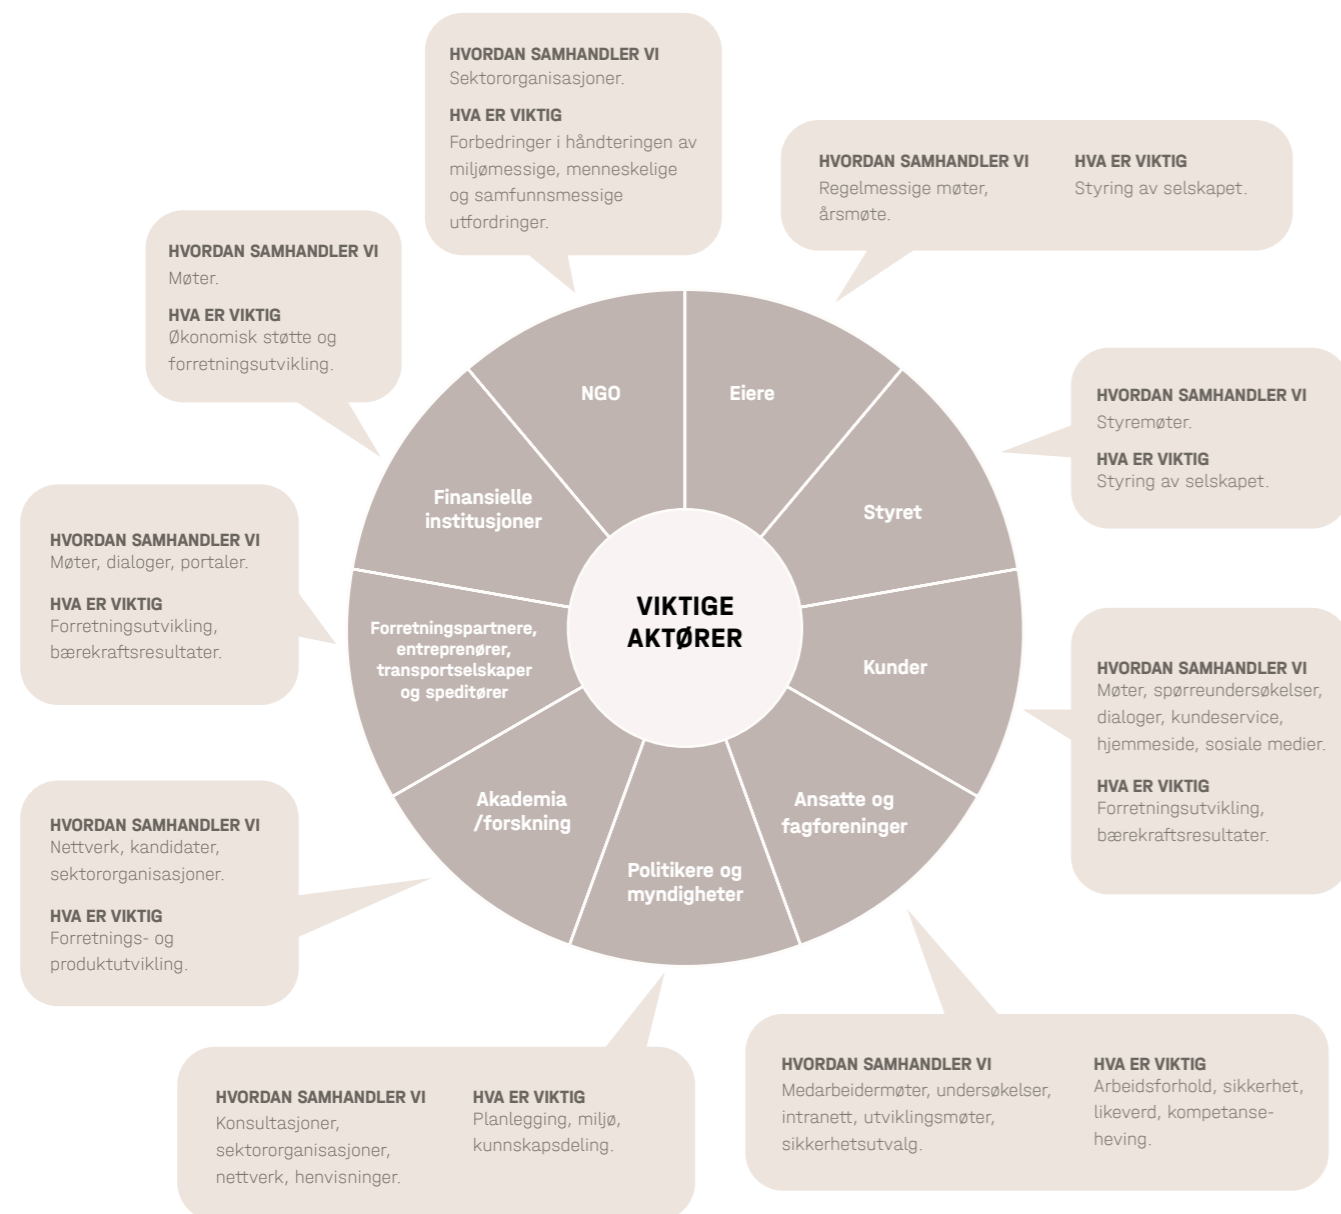 HVORDAN SAMHANDLER VI
Sektororganisasjoner.
HVA ER VIKTIG
Forbedringer i håndteringen av
miljømessige, menneskelige
og samfunnsmessige
utfordringer.
HVORDAN SAMHANDLER VI
Regelmessige møter,
årsmøte.
HVA ER VIKTIG
Styring av selskapet.
HVORDAN SAMHANDLER VI
Møter.
HVA ER VIKTIG
Økonomisk støtte og
forretningsutvikling.
HVORDAN SAMHANDLER VI
Styremøter.
HVA ER VIKTIG
Styring av selskapet.
NGO
Eiere
Finansielle
institusjoner
Styret
HVORDAN SAMHANDLER VI
Møter, dialoger, portaler.
HVA ER VIKTIG
Forretningsutvikling,
bærekraftsresultater.
Forretningspartnere,
entreprenører,
transportselskaper
og speditører
VIKTIGE
AKTØRER
Kunder
HVORDAN SAMHANDLER VI
Møter, spørreundersøkelser,
dialoger, kundeservice,
hjemmeside, sosiale medier.
HVA ER VIKTIG
Forretningsutvikling,
bærekraftsresultater.
Akademia
/forskning
Ansatte og
fagforeninger
Politikere og
myndigheter
HVORDAN SAMHANDLER VI
Nettverk, kandidater,
sektororganisasjoner.
HVA ER VIKTIG
Forretnings- og
produktutvikling.
HVORDAN SAMHANDLER VI
Konsultasjoner,
sektororganisasjoner,
nettverk, henvisninger.
HVA ER VIKTIG
Planlegging, miljø,
kunnskapsdeling.
HVORDAN SAMHANDLER VI
Medarbeidermøter, undersøkelser,
intranett, utviklingsmøter,
sikkerhetsutvalg.
HVA ER VIKTIG
Arbeidsforhold, sikkerhet,
likeverd, kompetanse-
heving.